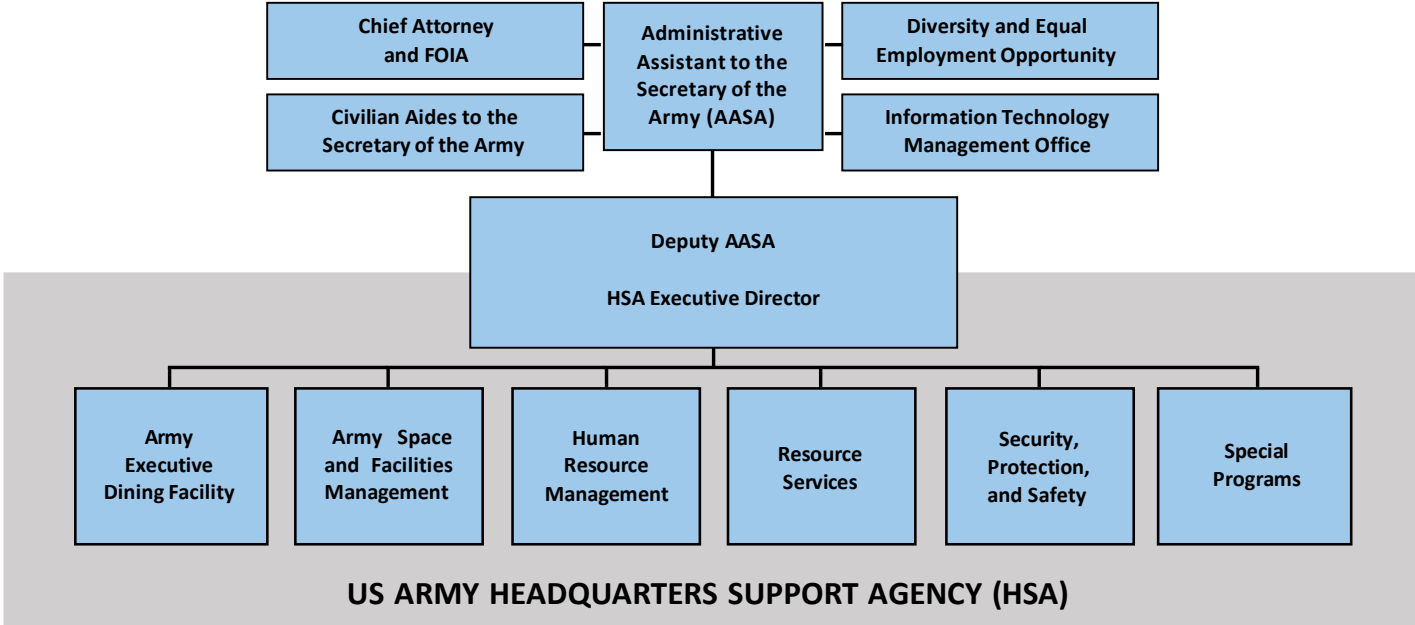 Chief Attorney
and FOIA
Administrative
Assistant to the
Secretary of the
Army (AASA)
Diversity and Equal
Employment Opportunity
Civilian Aides to the
Secretary of the Army
Information Technology
Management Office
Deputy AASA
HSA Executive Director
Army
Executive
Dining Facility
Army Space
and Facilities
Management
Human
Resource
Management
Resource
Services
Security,
Protection,
and Safety
Special
Programs
US ARMY HEADQUARTERS SUPPORT AGENCY (HSA)